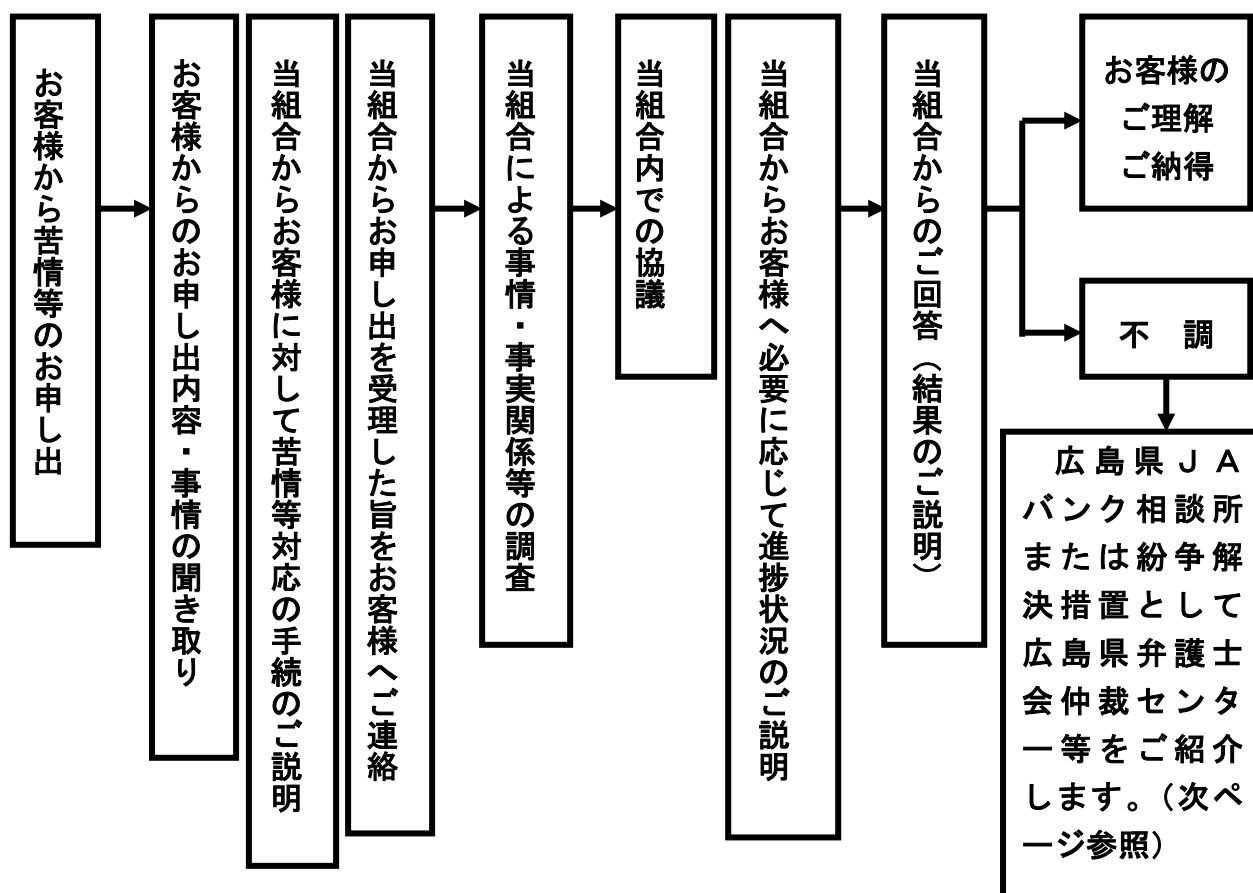 お客様から苦情等のお申し出
お客様からのお申し出内容・事情の聞き取り
当組合からお客様に対して苦情等対応の手続のご説明
当組合からお申し出を受理した旨をお客様へご連絡
当組合による事情・事実関係等の調査
当組合内での協議
当組合からお客様へ必要に応じて進捗状況のご説明
当組合からのご回答（結果のご説明）
お客様の
ご理解
ご納得
不　調
広島県ＪＡ
バンク相談所
または紛争解
決措置として
広島県弁護士
会仲裁センタ
ー等をご紹介
します。（次ペ
ージ参照）